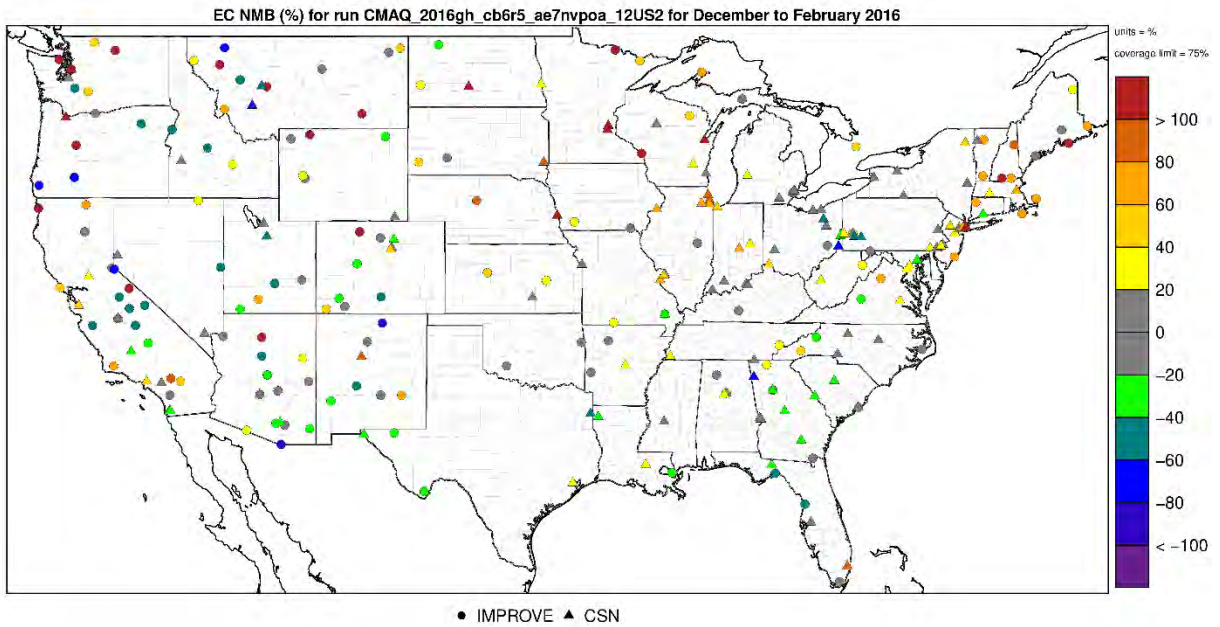 EC NMB (%) for run CMAQ_2016gh_cb6r5_ae7nvpoa_12US2 for December to February 2016
units = %
coverage limit = 75%
> 100
80
60
40
20
0
−20
−40
−60
−80
< −100
● IMPROVE ▲ CSN